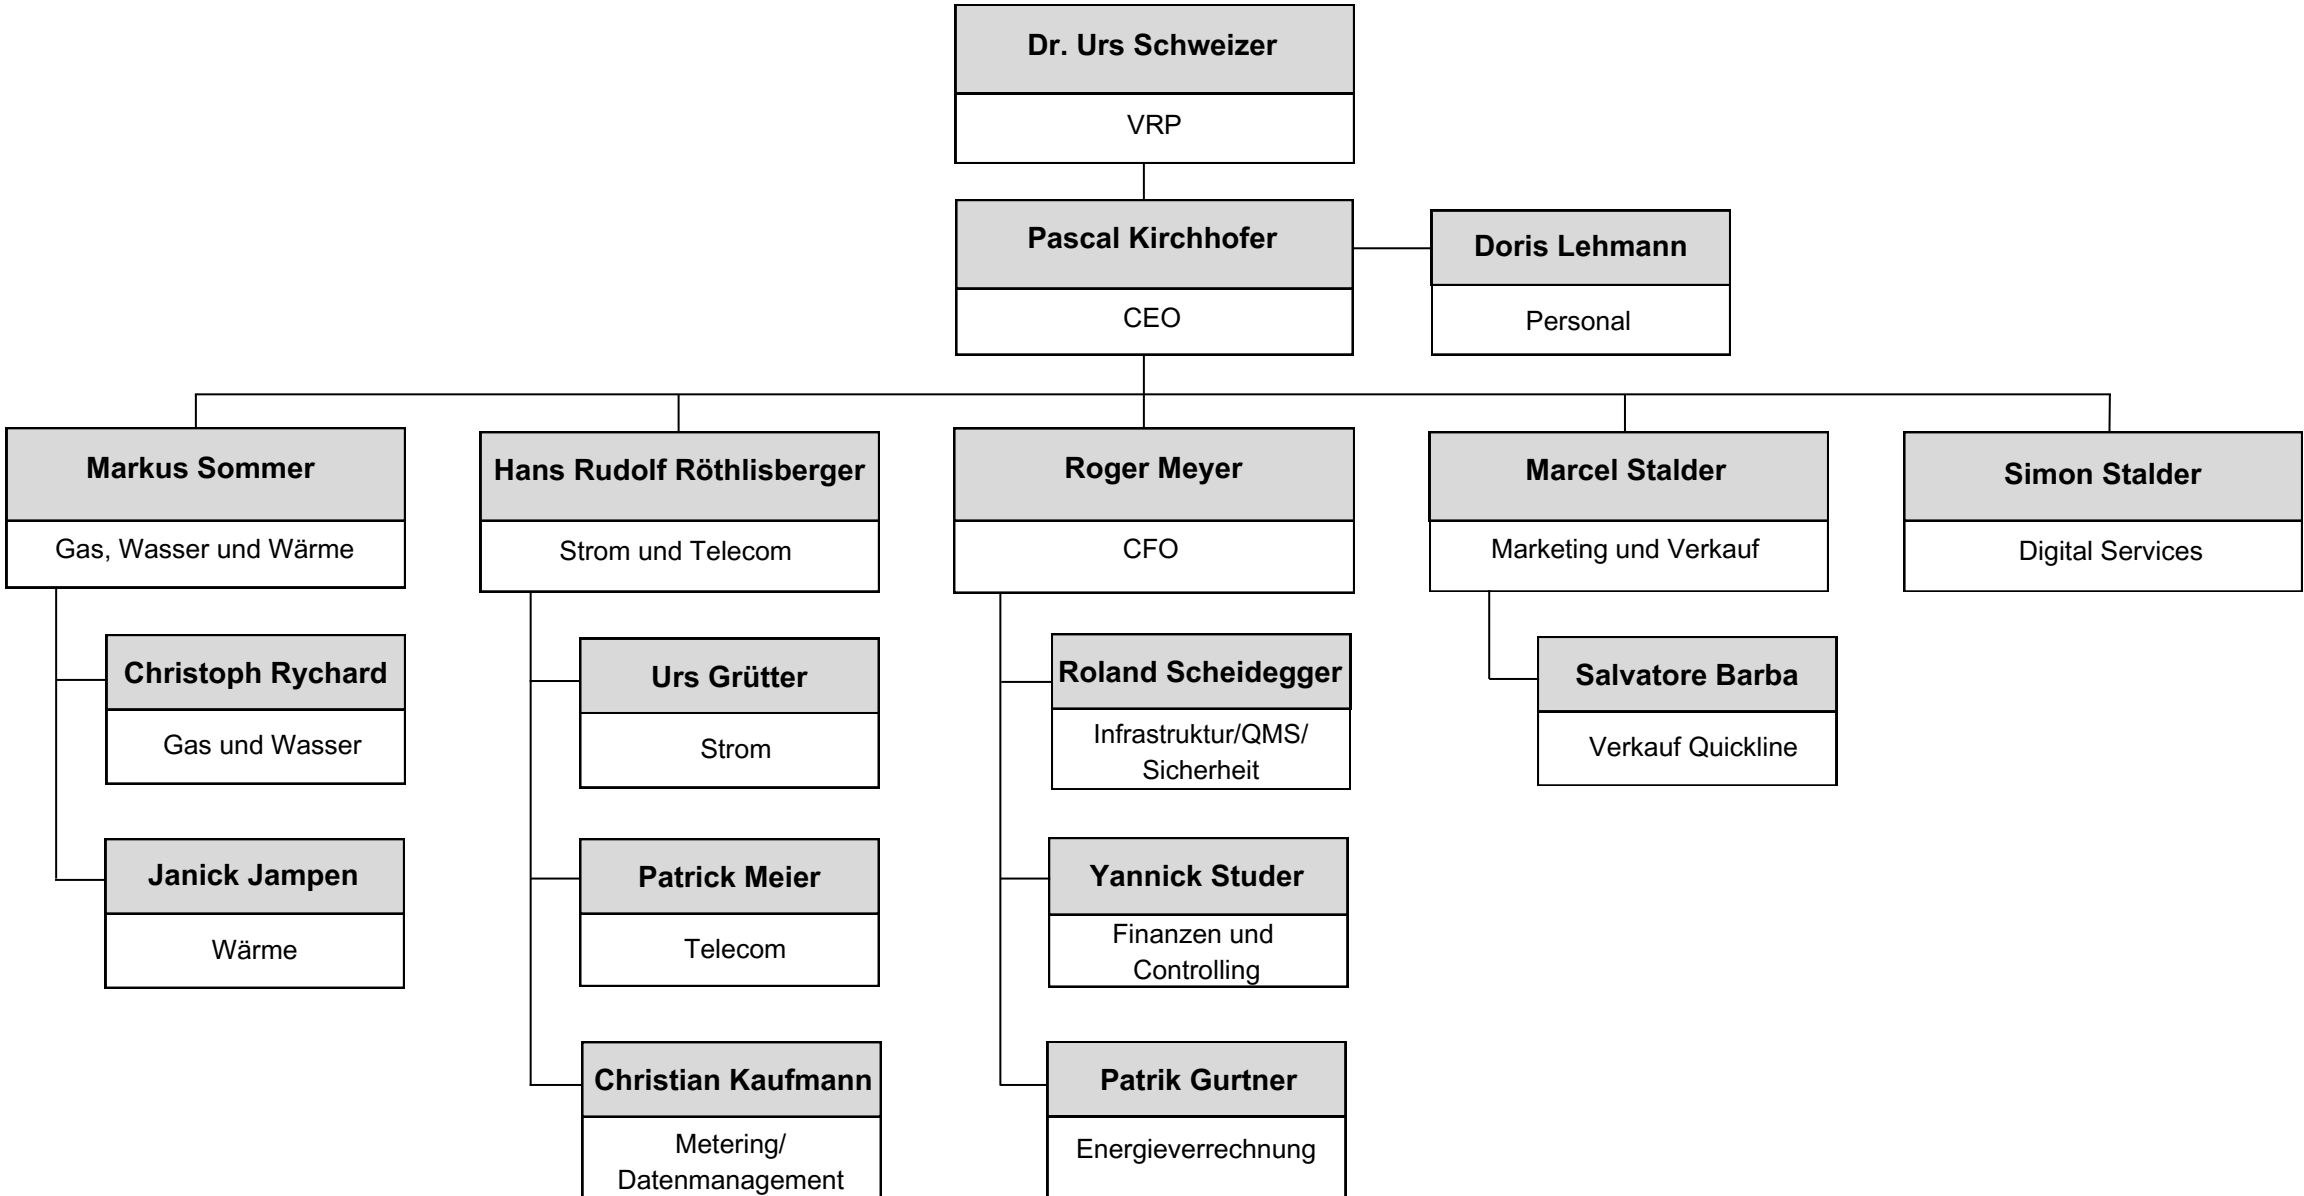 Dr. Urs Schweizer
VRP
Pascal Kirchhofer
CEO
Doris Lehmann
Personal
Markus Sommer
Gas, Wasser und Wärme
Hans Rudolf Röthlisberger
Strom und Telecom
Roger Meyer
CFO
Marcel Stalder
Marketing und Verkauf
Simon Stalder
Digital Services
Christoph Rychard
Gas und Wasser
Janick Jampen
Wärme
Urs Grütter
Strom
Patrick Meier
Telecom
Christian Kaufmann
Metering/
Datenmanagement
Roland Scheidegger
Infrastruktur/QMS/
Sicherheit
Yannick Studer
Finanzen und
Controlling
Patrik Gurtner
Energieverrechnung
Salvatore Barba
Verkauf Quickline